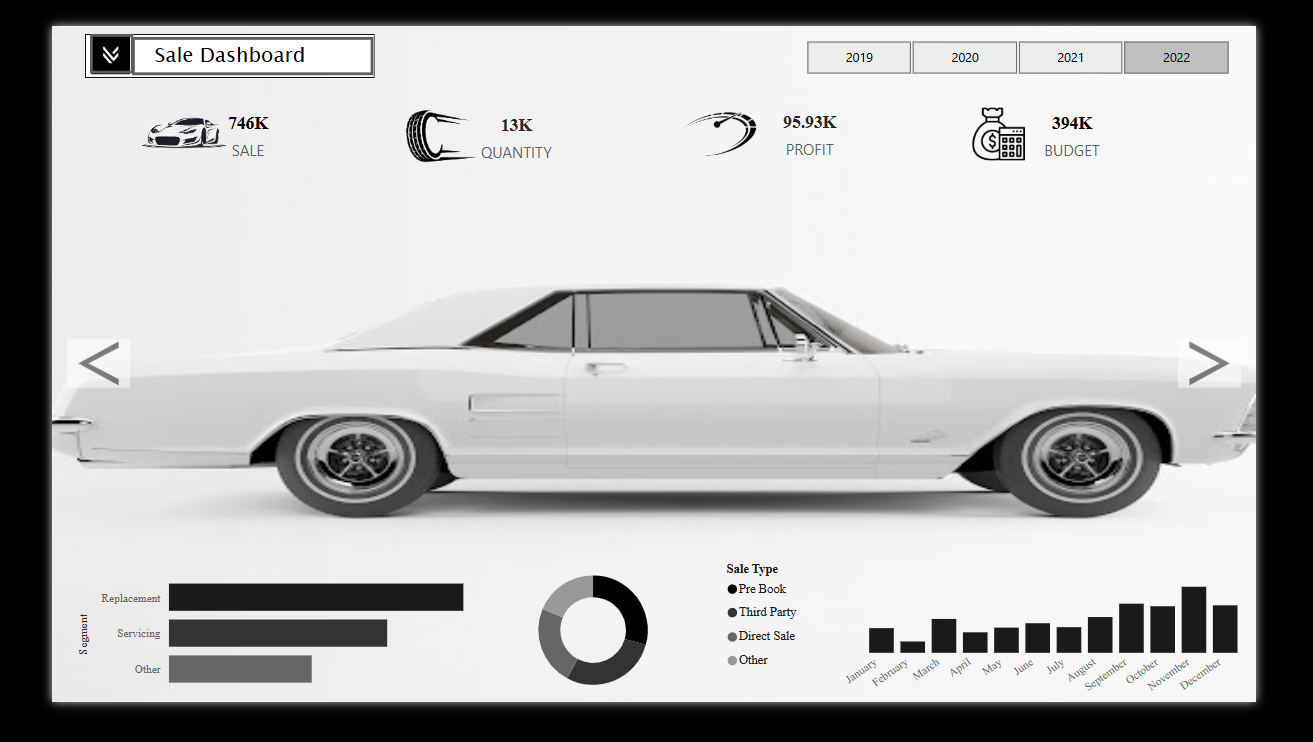 Sale Dashboard
2019
2020
2021
2022
746K
SALE
13K
QUANTITY
95.93K
PROFIT
394K
BUDGET
Segment
Replacement
Servicing
Other
Sale Type
Pre Book
Third Party
Direct Sale
Other
January
February
March
April
May
June
July
August
September
October
November
December